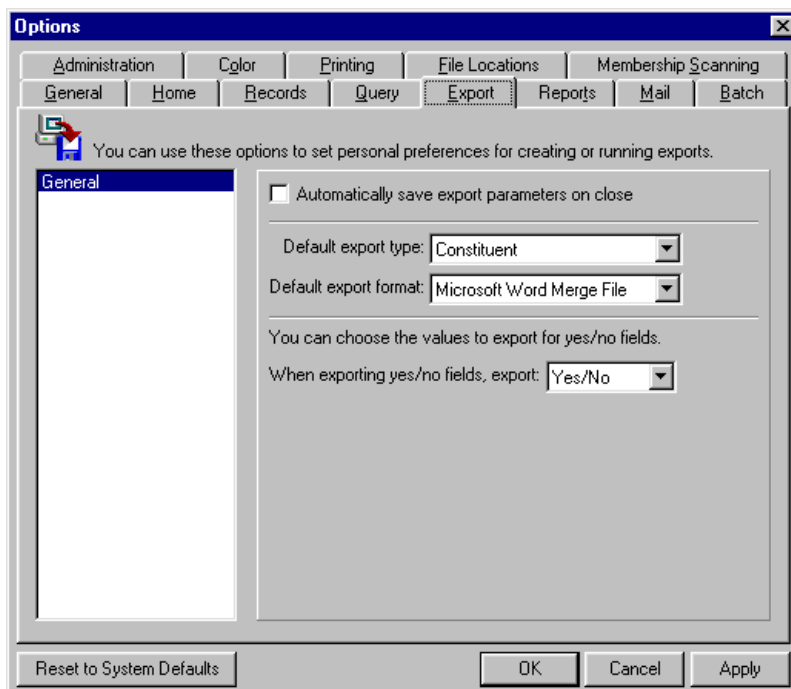 Options
Administration Color Printing File Locations Membership Scanning
General Home Records Query Export Reports Mail Batch
You can use these options to set personal preferences for creating or running exports.
General
Automatically save export parameters on close
Default export type: Constituent
Default export format: Microsoft Word Merge File
You can choose the values to export for yes/no fields.
When exporting yes/no fields, export: Yes/No
Reset to System Defaults OK Cancel Apply